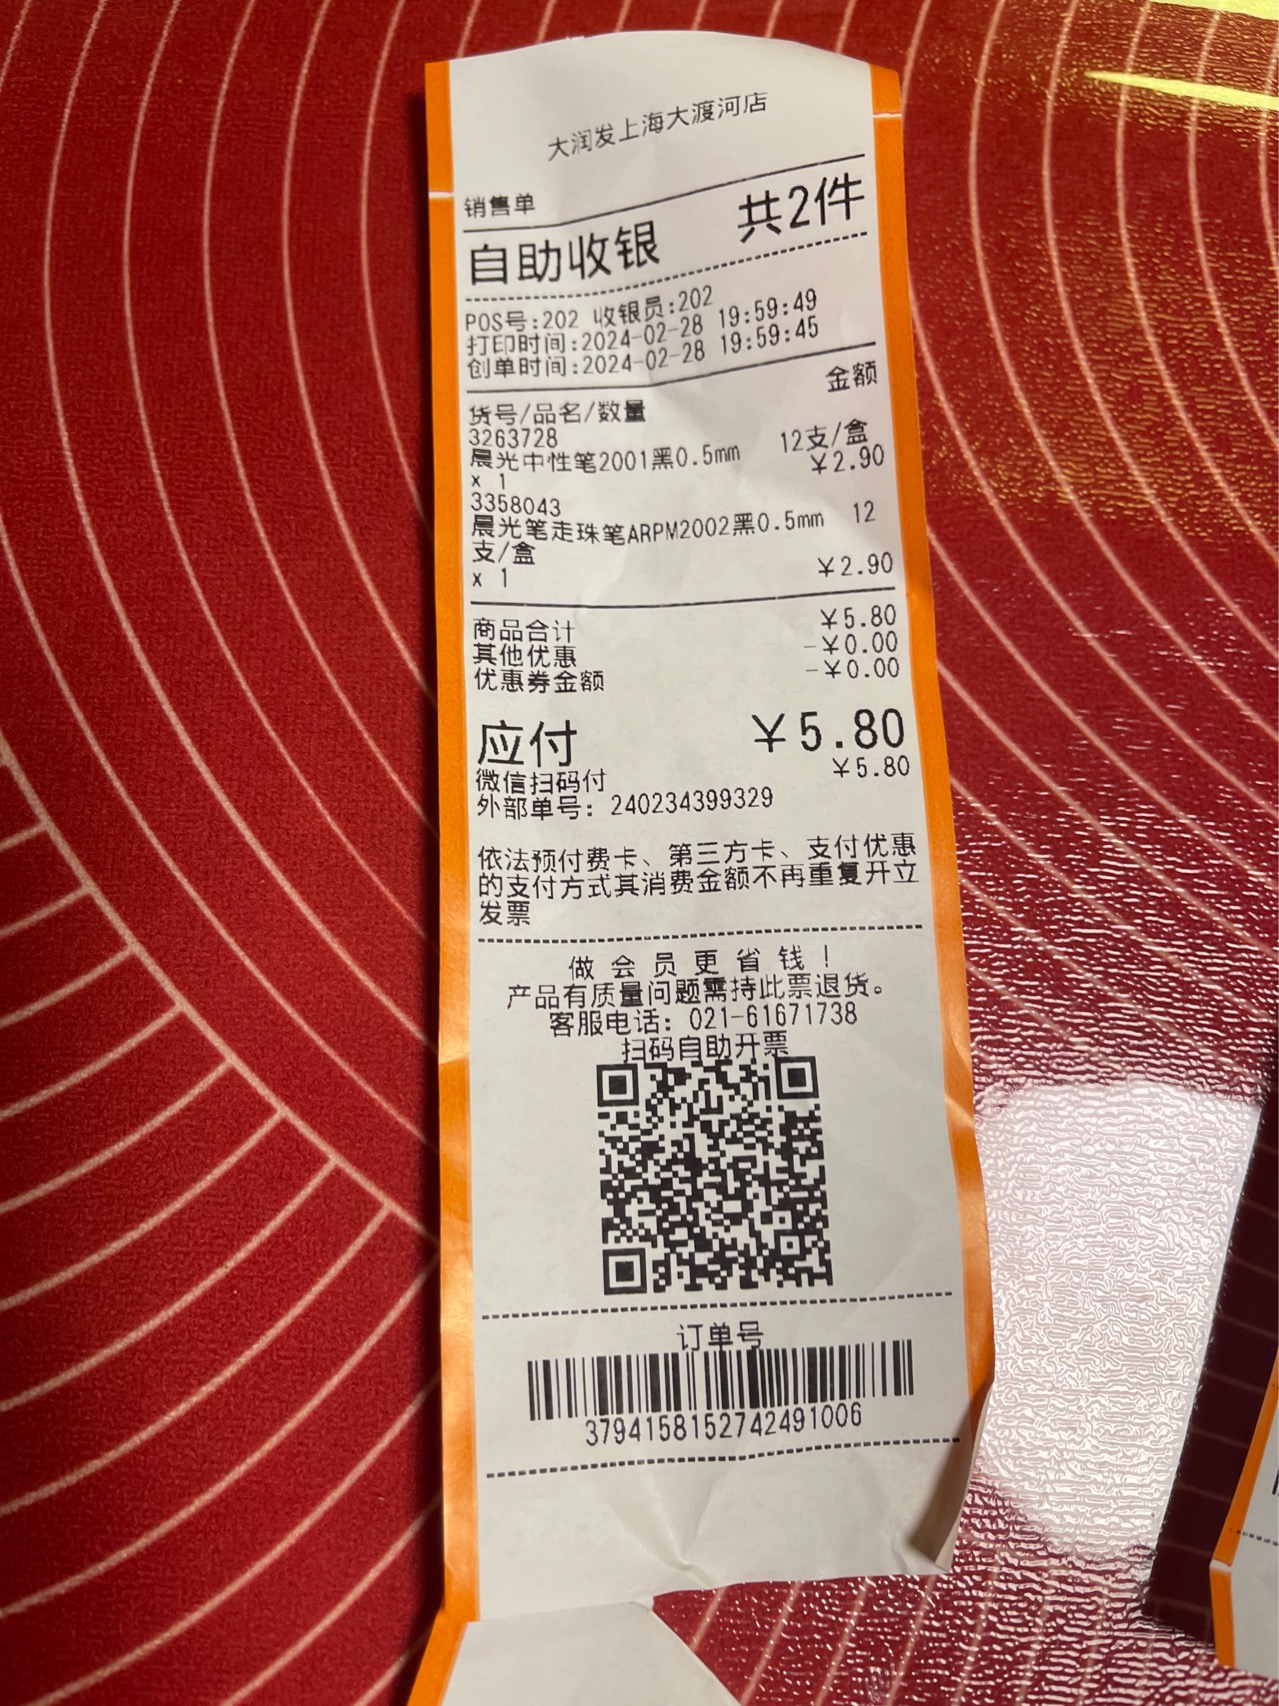 大润发上海大渡河店
销售单
自助收银 共2件
POS号:202 收银员:202
打印时间:2024-02-28 19:59:49
创单时间:2024-02-28 19:59:45
金额
货号/品名/数量
3263728
晨光中性笔2001黑0.5mm 12支/盒
x 1 ¥2.90
3358043
晨光笔走珠笔ARPM2002黑0.5mm 12
支/盒
x 1 ¥2.90
商品合计 ¥5.80
其他优惠 -¥0.00
优惠券金额 -¥0.00
应付 ¥5.80
微信扫码付 ¥5.80
外部单号: 240234399329
依法预付费卡、第三方卡、支付优惠
的支付方式其消费金额不再重复开立
发票
做会员更省钱!
产品有质量问题需持此票退货。
客服电话: 021-61671738
扫码自助开票
订单号
3794158152742491006